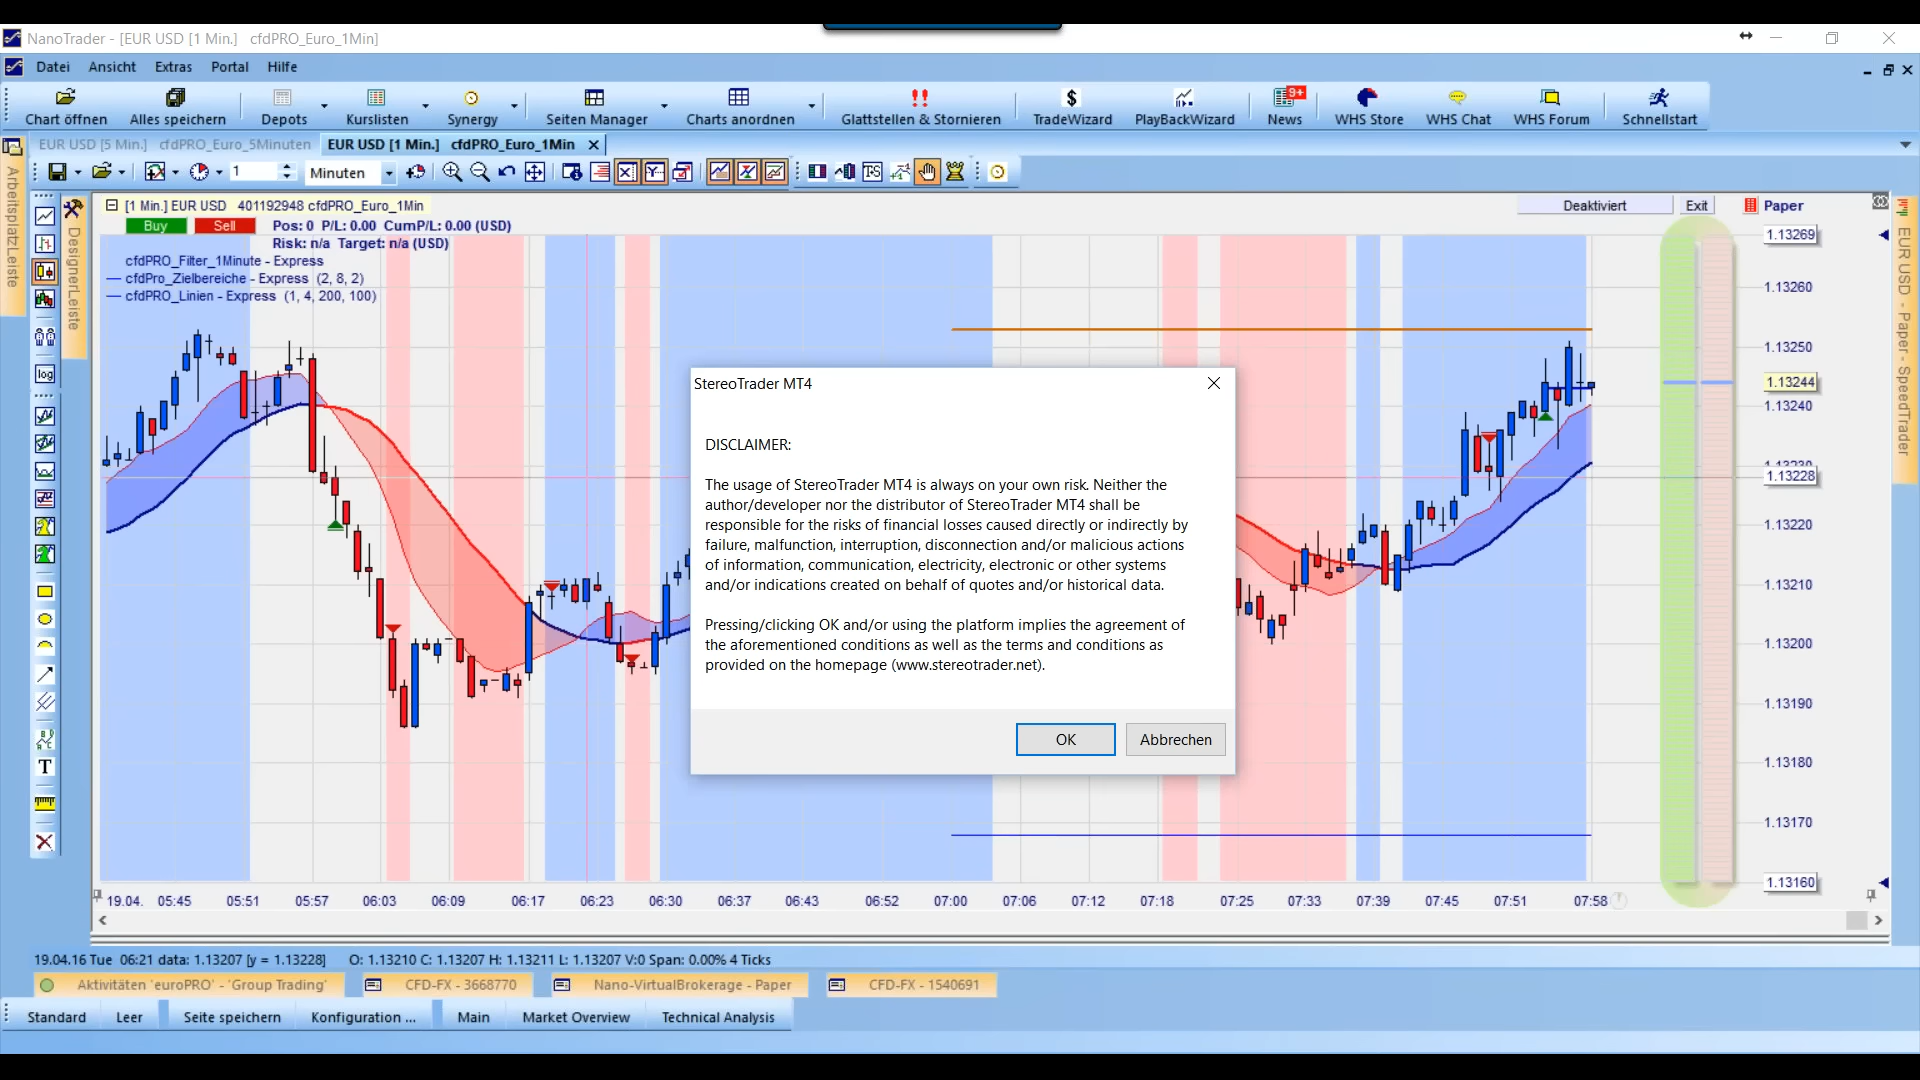 NanoTrader - [EUR USD [1 Min.]   cfdPRO_Euro_1Min]
Datei Ansicht Extras Portal Hilfe
Chart öffnen Alles speichern Depots Kurslisten Synergy Seiten Manager Charts anordnen Glattstellen & Stornieren TradeWizard PlayBackWizard News 9+ WHS Store WHS Chat WHS Forum Schnellstart
EUR USD [5 Min.]   cfdPRO_Euro_5Minuten EUR USD [1 Min.]   cfdPRO_Euro_1Min
1 Minuten
ArbeitsplatzLeiste
DesignerLeiste
log
T
[1 Min.] EUR USD   401192948 cfdPRO_Euro_1Min
Deaktiviert Exit Paper
Buy Sell Pos: 0  P/L: 0.00  CumP/L: 0.00 (USD)
Risk: n/a  Target: n/a (USD)
cfdPRO_Filter_1Minute - Express
cfdPro_Zielbereiche - Express  (2, 8, 2)
cfdPRO_Linien - Express  (1, 4, 200, 100)
StereoTrader MT4
DISCLAIMER:
The usage of StereoTrader MT4 is always on your own risk. Neither the
author/developer nor the distributor of StereoTrader MT4 shall be
responsible for the risks of financial losses caused directly or indirectly by
failure, malfunction, interruption, disconnection and/or malicious actions
of information, communication, electricity, electronic or other systems
and/or indications created on behalf of quotes and/or historical data.
Pressing/clicking OK and/or using the platform implies the agreement of
the aforementioned conditions as well as the terms and conditions as
provided on the homepage (www.stereotrader.net).
OK Abbrechen
1.13269
1.13260
1.13250
1.13244
1.13240
1.13228
1.13220
1.13210
1.13200
1.13190
1.13180
1.13170
1.13160
EUR USD - Paper - SpeedTrader
19.04. 05:45 05:51 05:57 06:03 06:09 06:17 06:23 06:30 06:37 06:43 06:52 07:00 07:06 07:12 07:18 07:25 07:33 07:39 07:45 07:51 07:58
19.04.16 Tue  06:21 data: 1.13207 [y = 1.13228]   O: 1.13210 C: 1.13207 H: 1.13211 L: 1.13207 V:0 Span: 0.00% 4 Ticks
Aktivitäten 'euroPRO' - 'Group Trading' CFD-FX - 3668770 Nano-VirtualBrokerage - Paper CFD-FX - 1540691
Standard Leer Seite speichern Konfiguration ... Main Market Overview Technical Analysis